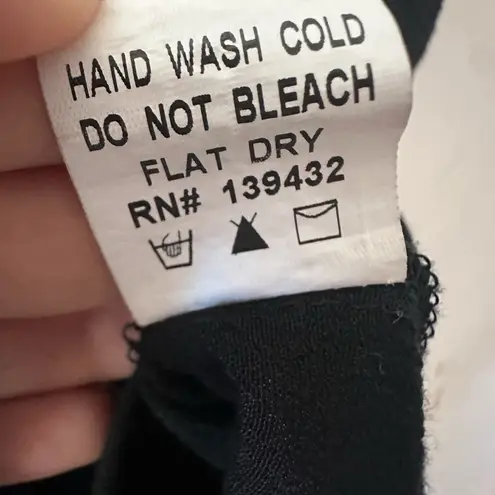 HAND WASH COLD
DO NOT BLEACH
FLAT DRY
RN# 139432